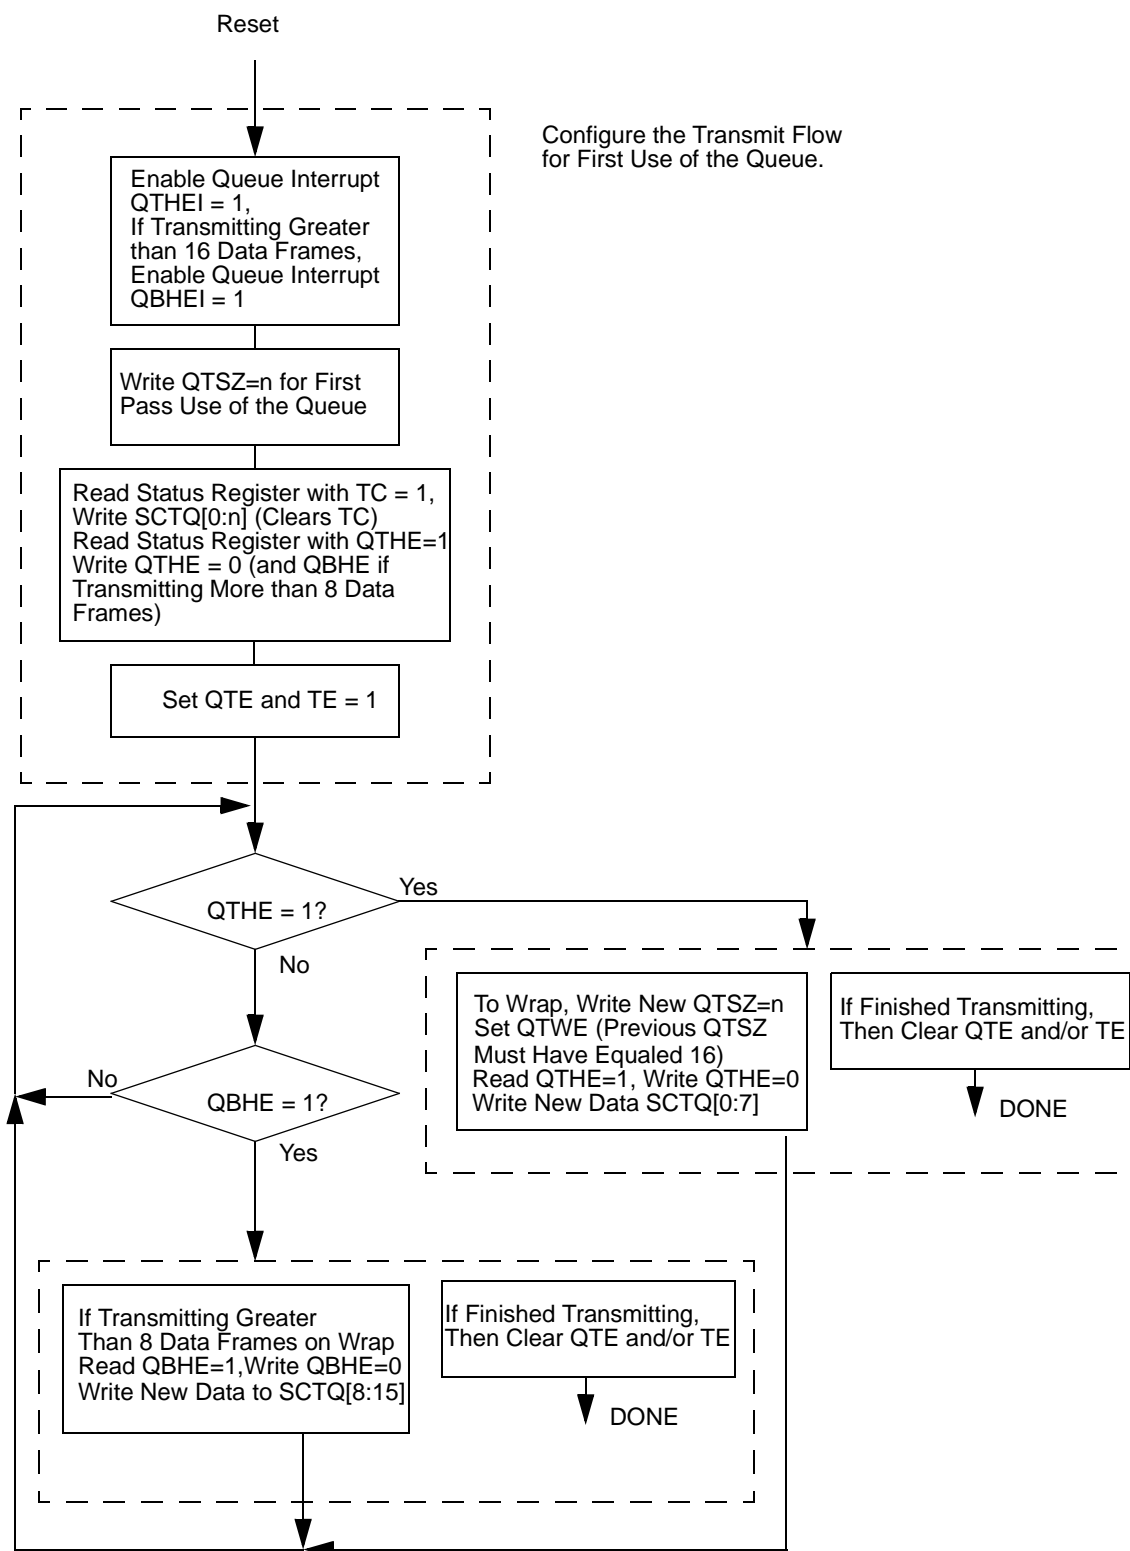 Reset
Configure the Transmit Flow
for First Use of the Queue.
Enable Queue Interrupt
QTHEI = 1,
If Transmitting Greater
than 16 Data Frames,
Enable Queue Interrupt
QBHEI = 1
Write QTSZ=n for First
Pass Use of the Queue
Read Status Register with TC = 1,
Write SCTQ[0:n] (Clears TC)
Read Status Register with QTHE=1
Write QTHE = 0 (and QBHE if
Transmitting More than 8 Data
Frames)
Set QTE and TE = 1
QTHE = 1?
Yes
No
To Wrap, Write New QTSZ=n
Set QTWE (Previous QTSZ
Must Have Equaled 16)
Read QTHE=1, Write QTHE=0
Write New Data SCTQ[0:7]
If Finished Transmitting,
Then Clear QTE and/or TE
DONE
No
QBHE = 1?
Yes
If Transmitting Greater
Than 8 Data Frames on Wrap
Read QBHE=1,Write QBHE=0
Write New Data to SCTQ[8:15]
If Finished Transmitting,
Then Clear QTE and/or TE
DONE